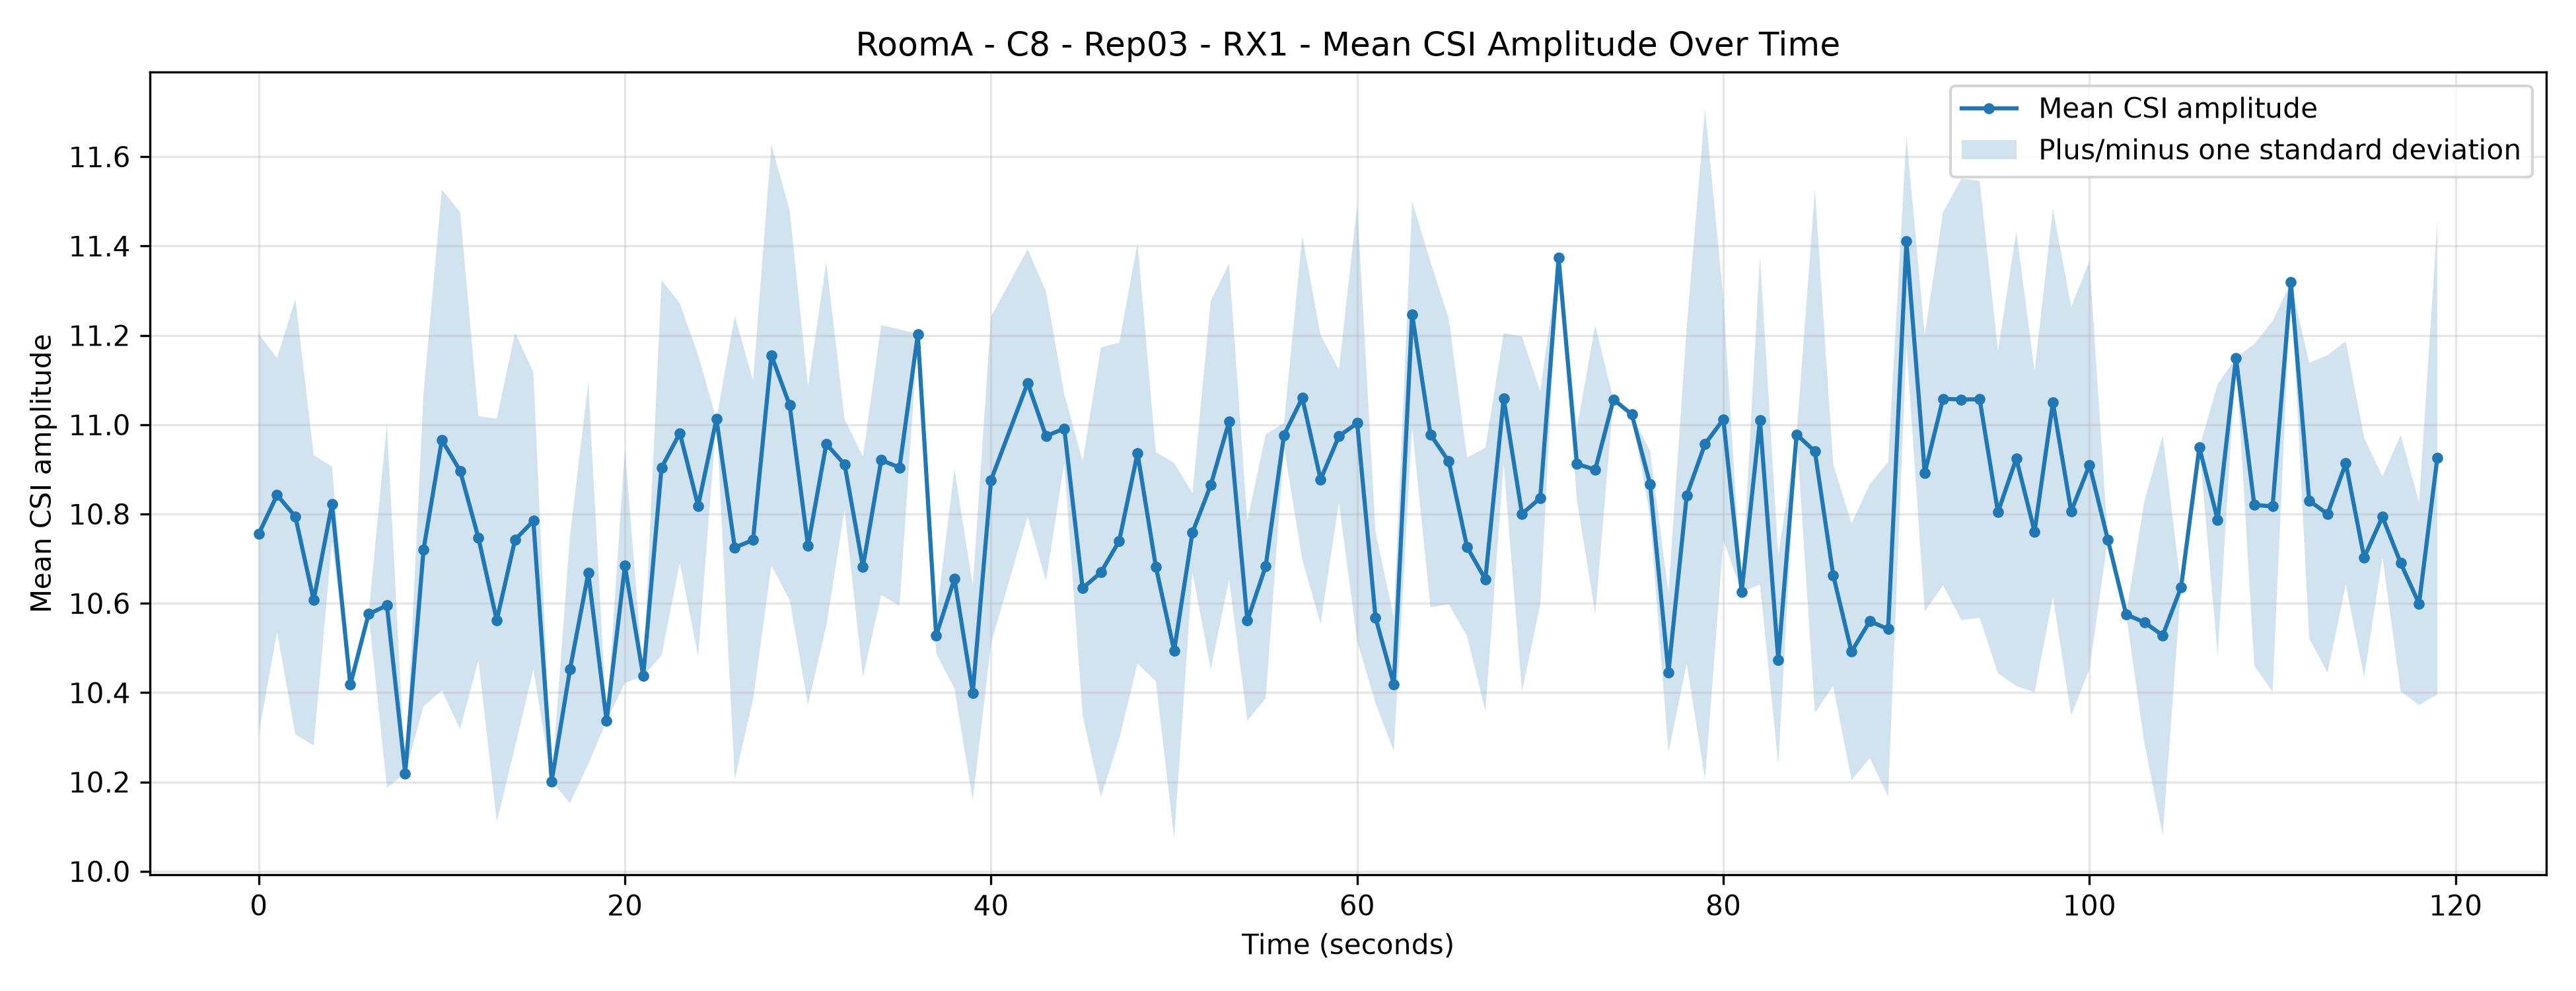 RoomA - C8 - Rep03 - RX1 - Mean CSI Amplitude Over Time
Mean CSI amplitude
Plus/minus one standard deviation
Mean CSI amplitude
11.6
11.4
11.2
11.0
10.8
10.6
10.4
10.2
10.0
0 20 40 60 80 100 120
Time (seconds)